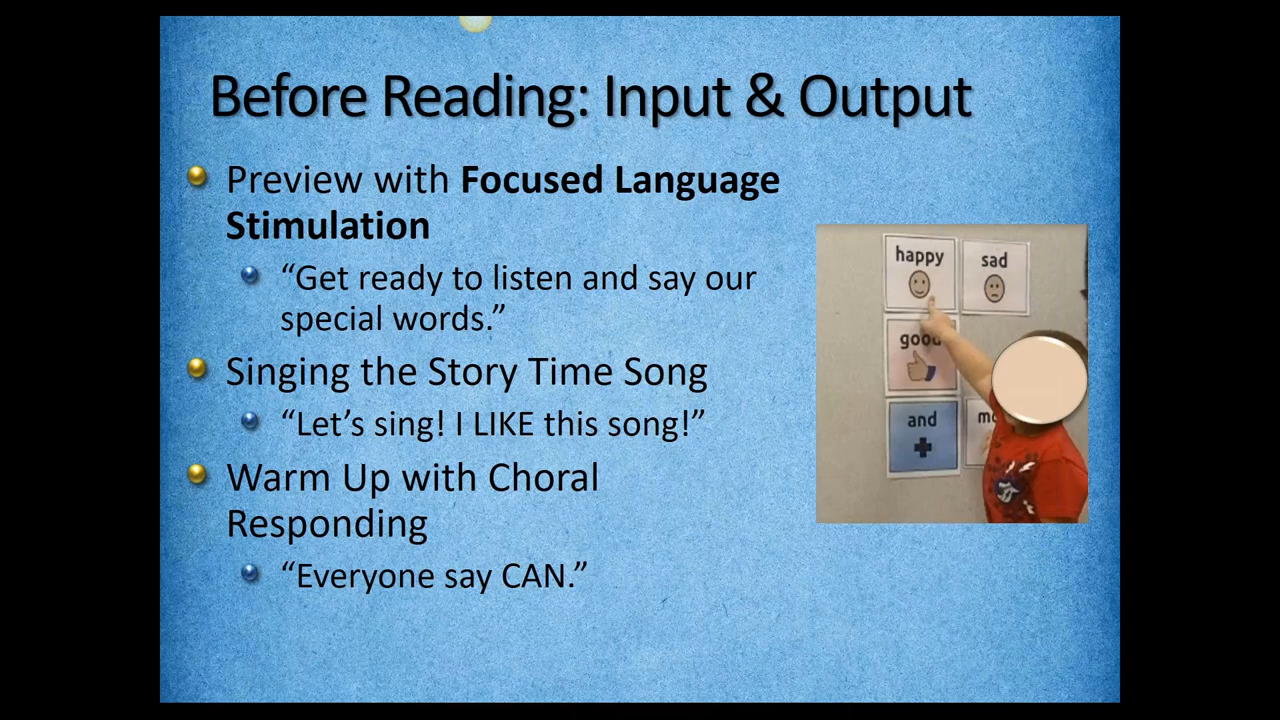 Before Reading: Input & Output
Preview with Focused Language
Stimulation
“Get ready to listen and say our
special words.”
Singing the Story Time Song
“Let’s sing! I LIKE this song!”
Warm Up with Choral
Responding
“Everyone say CAN.”
happy
sad
good
and